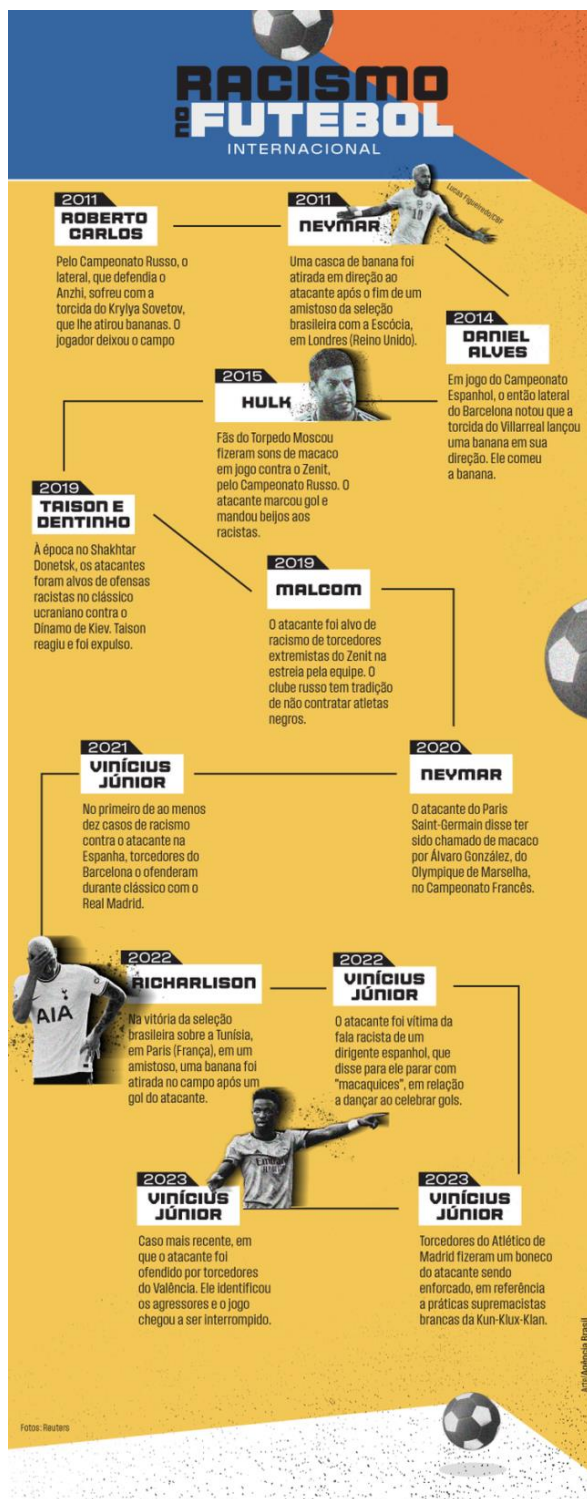 RACISMO
NO
FUTEBOL
INTERNACIONAL
Lucas Figueiredo/CBF
10
2011
ROBERTO
CARLOS
Pelo Campeonato Russo, o
lateral, que defendia o
Anzhi, sofreu com a
torcida do Krylya Sovetov,
que lhe atirou bananas. O
jogador deixou o campo
2011
NEYMAR
Uma casca de banana foi
atirada em direção ao
atacante após o fim de um
amistoso da seleção
brasileira com a Escócia,
em Londres (Reino Unido).
2014
DANIEL
ALVES
Em jogo do Campeonato
Espanhol, o então lateral
do Barcelona notou que a
torcida do Villarreal lançou
uma banana em sua
direção. Ele comeu
a banana.
2015
HULK
Fãs do Torpedo Moscou
fizeram sons de macaco
em jogo contra o Zenit,
pelo Campeonato Russo. O
atacante marcou gol e
mandou beijos aos
racistas.
2019
TAISON E
DENTINHO
À época no Shakhtar
Donetsk, os atacantes
foram alvos de ofensas
racistas no clássico
ucraniano contra o
Dínamo de Kiev. Taison
reagiu e foi expulso.
2019
MALCOM
O atacante foi alvo de
racismo de torcedores
extremistas do Zenit na
estreia pela equipe. O
clube russo tem tradição
de não contratar atletas
negros.
2020
NEYMAR
O atacante do Paris
Saint-Germain disse ter
sido chamado de macaco
por Álvaro González, do
Olympique de Marselha,
no Campeonato Francês.
2021
VINÍCIUS
JÚNIOR
No primeiro de ao menos
dez casos de racismo
contra o atacante na
Espanha, torcedores do
Barcelona o ofenderam
durante clássico com o
Real Madrid.
AIA
2022
RICHARLISON
Na vitória da seleção
brasileira sobre a Tunísia,
em Paris (França), em um
amistoso, uma banana foi
atirada no campo após um
gol do atacante.
2022
VINÍCIUS
JÚNIOR
O atacante foi vítima da
fala racista de um
dirigente espanhol, que
disse para ele parar com
"macaquices", em relação
a dançar ao celebrar gols.
2023
VINÍCIUS
JÚNIOR
Torcedores do Atlético de
Madrid fizeram um boneco
do atacante sendo
enforcado, em referência
a práticas supremacistas
brancas da Kun-Klux-Klan.
2023
VINÍCIUS
JÚNIOR
Caso mais recente, em
que o atacante foi
ofendido por torcedores
do Valência. Ele identificou
os agressores e o jogo
chegou a ser interrompido.
Arte/Agência Brasil
Fotos: Reuters